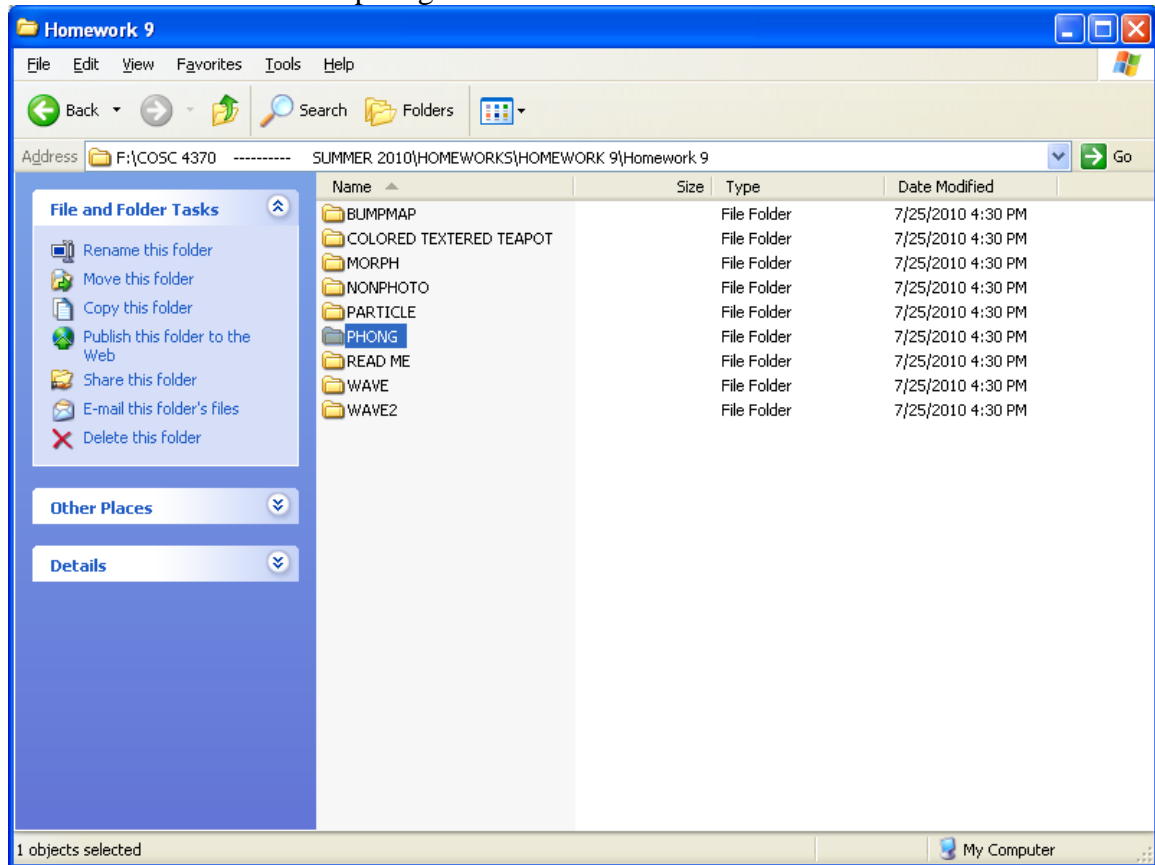 Homework 9
File Edit View Favorites Tools Help
Back Search Folders
Address F:\COSC 4370 ---------- SUMMER 2010\HOMEWORKS\HOMEWORK 9\Homework 9 Go
File and Folder Tasks
Rename this folder
Move this folder
Copy this folder
Publish this folder to the
Web
Share this folder
E-mail this folder's files
Delete this folder
Other Places
Details
Name Size Type Date Modified
BUMPMAP File Folder 7/25/2010 4:30 PM
COLORED TEXTERED TEAPOT File Folder 7/25/2010 4:30 PM
MORPH File Folder 7/25/2010 4:30 PM
NONPHOTO File Folder 7/25/2010 4:30 PM
PARTICLE File Folder 7/25/2010 4:30 PM
PHONG File Folder 7/25/2010 4:30 PM
READ ME File Folder 7/25/2010 4:30 PM
WAVE File Folder 7/25/2010 4:30 PM
WAVE2 File Folder 7/25/2010 4:30 PM
1 objects selected My Computer